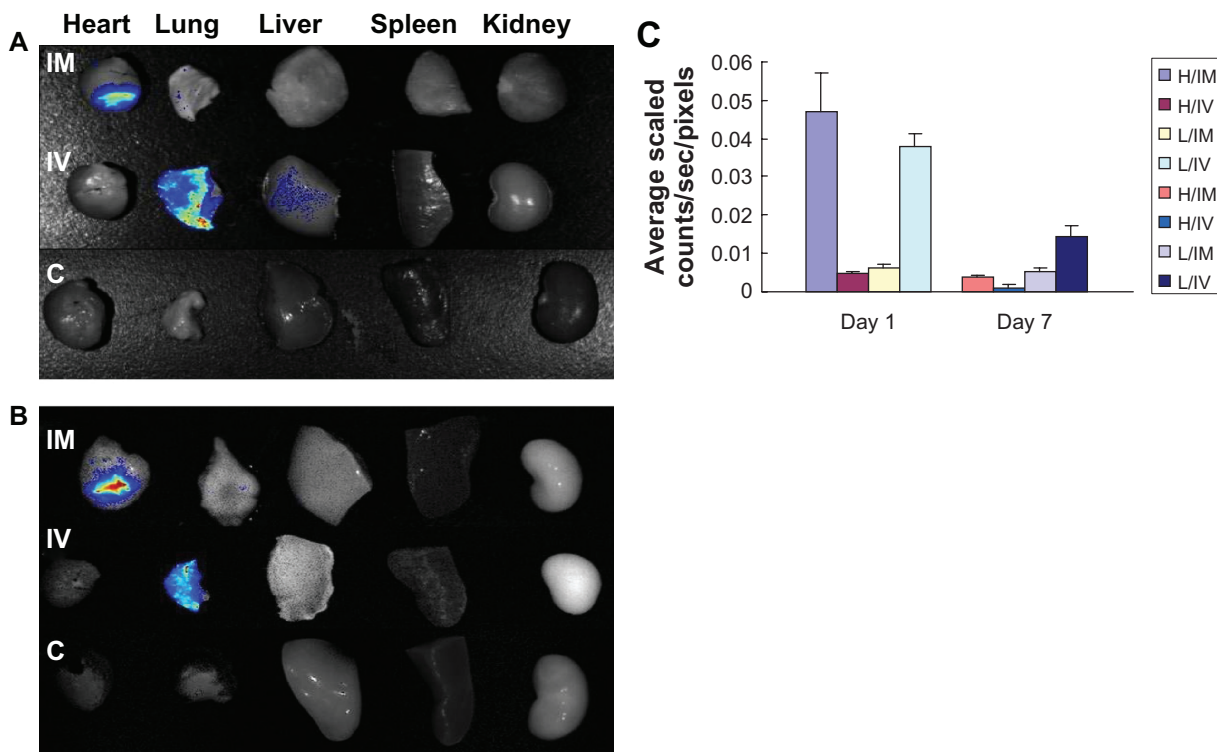 Heart Lung Liver Spleen Kidney
A
IM
IV
C
B
IM
IV
C
C
Average scaled
counts/sec/pixels
0.06
0.05
0.04
0.03
0.02
0.01
0
Day 1 Day 7
H/IM
H/IV
L/IM
L/IV
H/IM
H/IV
L/IM
L/IV